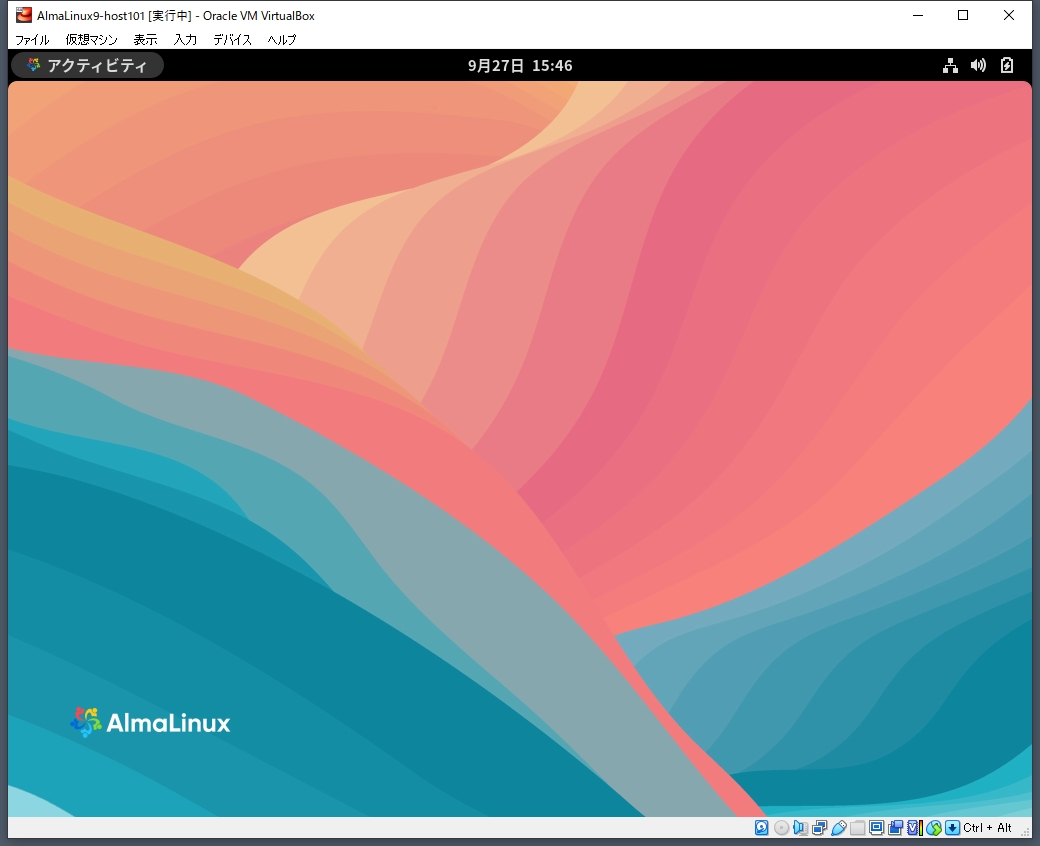 AlmaLinux9-host101 [実行中] - Oracle VM VirtualBox
ファイル 仮想マシン 表示 入力 デバイス ヘルプ
アクティビティ 9月27日 15:46
AlmaLinux
Ctrl + Alt